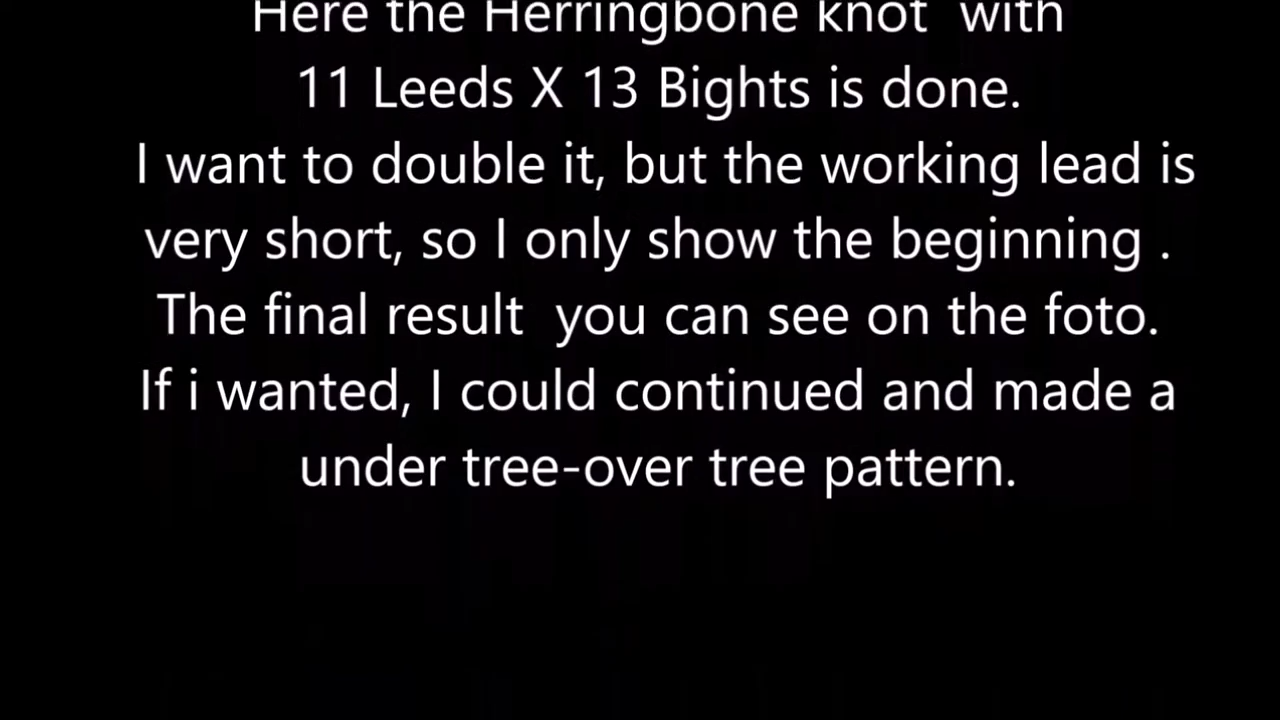 Here the Herringbone knot with
11 Leeds X 13 Bights is done.
I want to double it, but the working lead is
very short, so I only show the beginning .
The final result you can see on the foto.
If i wanted, I could continued and made a
under tree-over tree pattern.